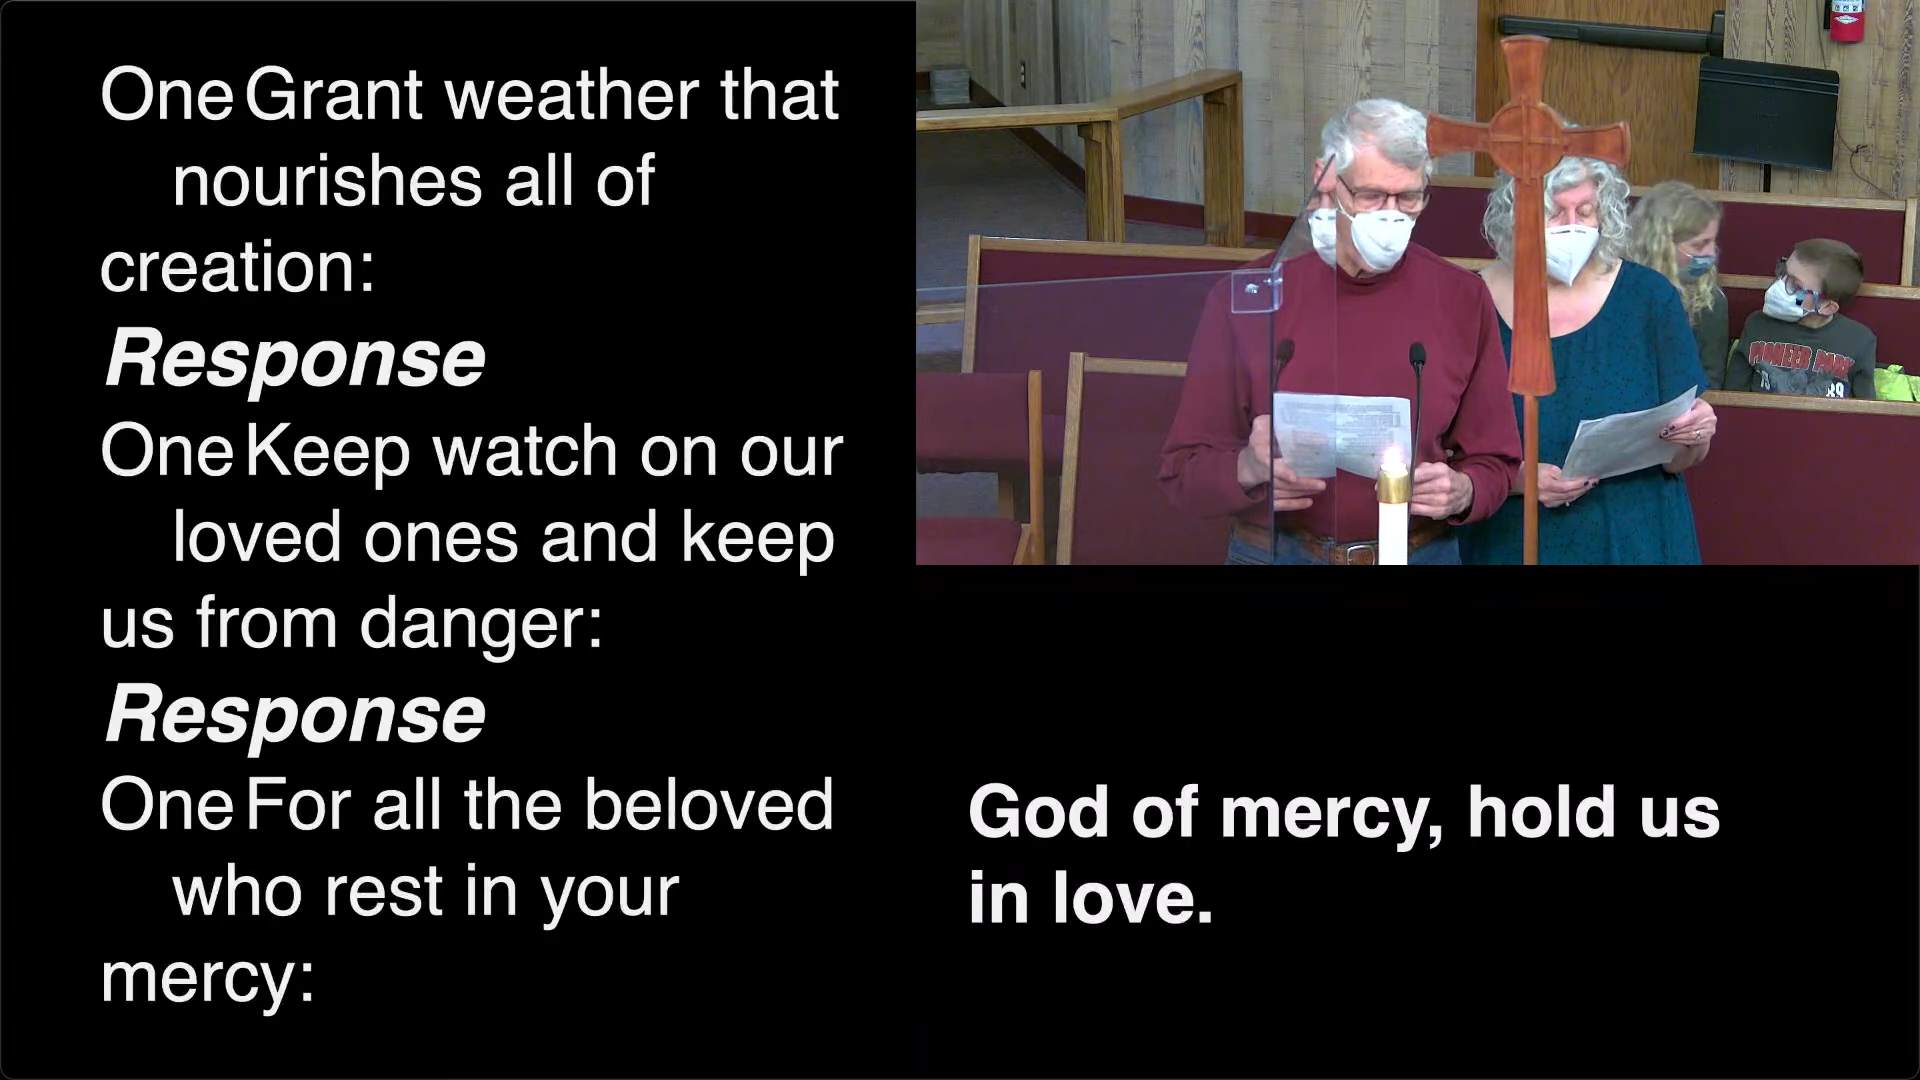 One Grant weather that
nourishes all of
creation:
Response
One Keep watch on our
loved ones and keep
us from danger:
Response
One For all the beloved
who rest in your
mercy:
PIONEER
God of mercy, hold us
in love.